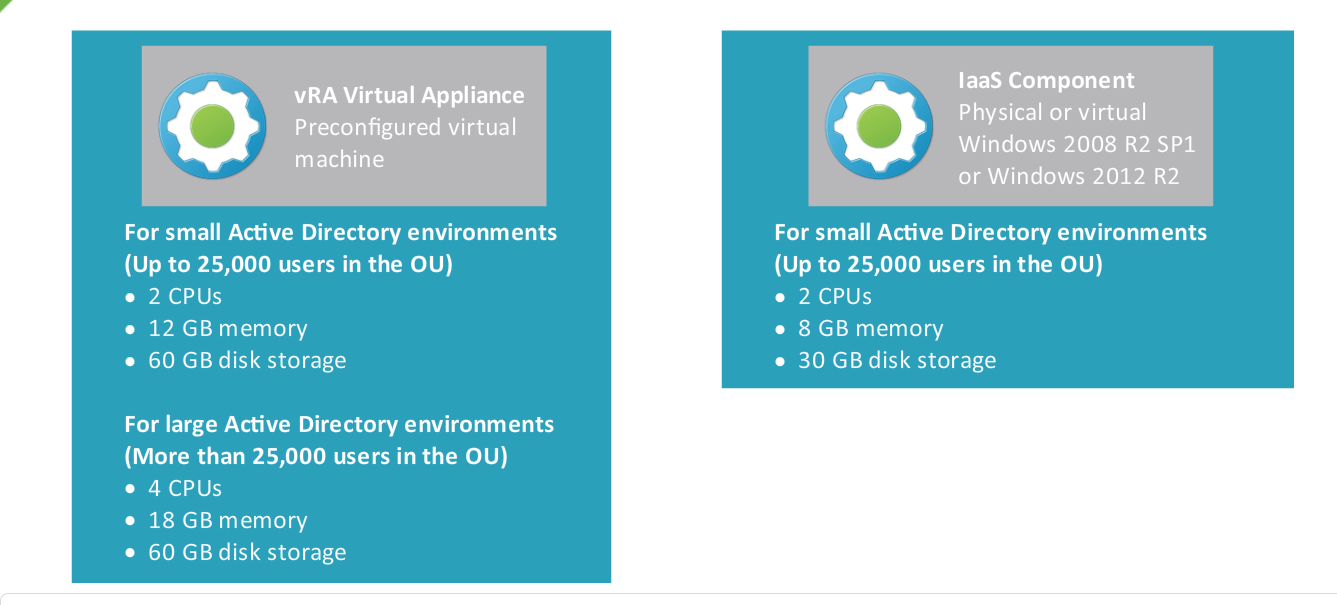 vRA Virtual Appliance
Preconfigured virtual
machine
For small Active Directory environments
(Up to 25,000 users in the OU)
• 2 CPUs
• 12 GB memory
• 60 GB disk storage
For large Active Directory environments
(More than 25,000 users in the OU)
• 4 CPUs
• 18 GB memory
• 60 GB disk storage
IaaS Component
Physical or virtual
Windows 2008 R2 SP1
or Windows 2012 R2
For small Active Directory environments
(Up to 25,000 users in the OU)
• 2 CPUs
• 8 GB memory
• 30 GB disk storage